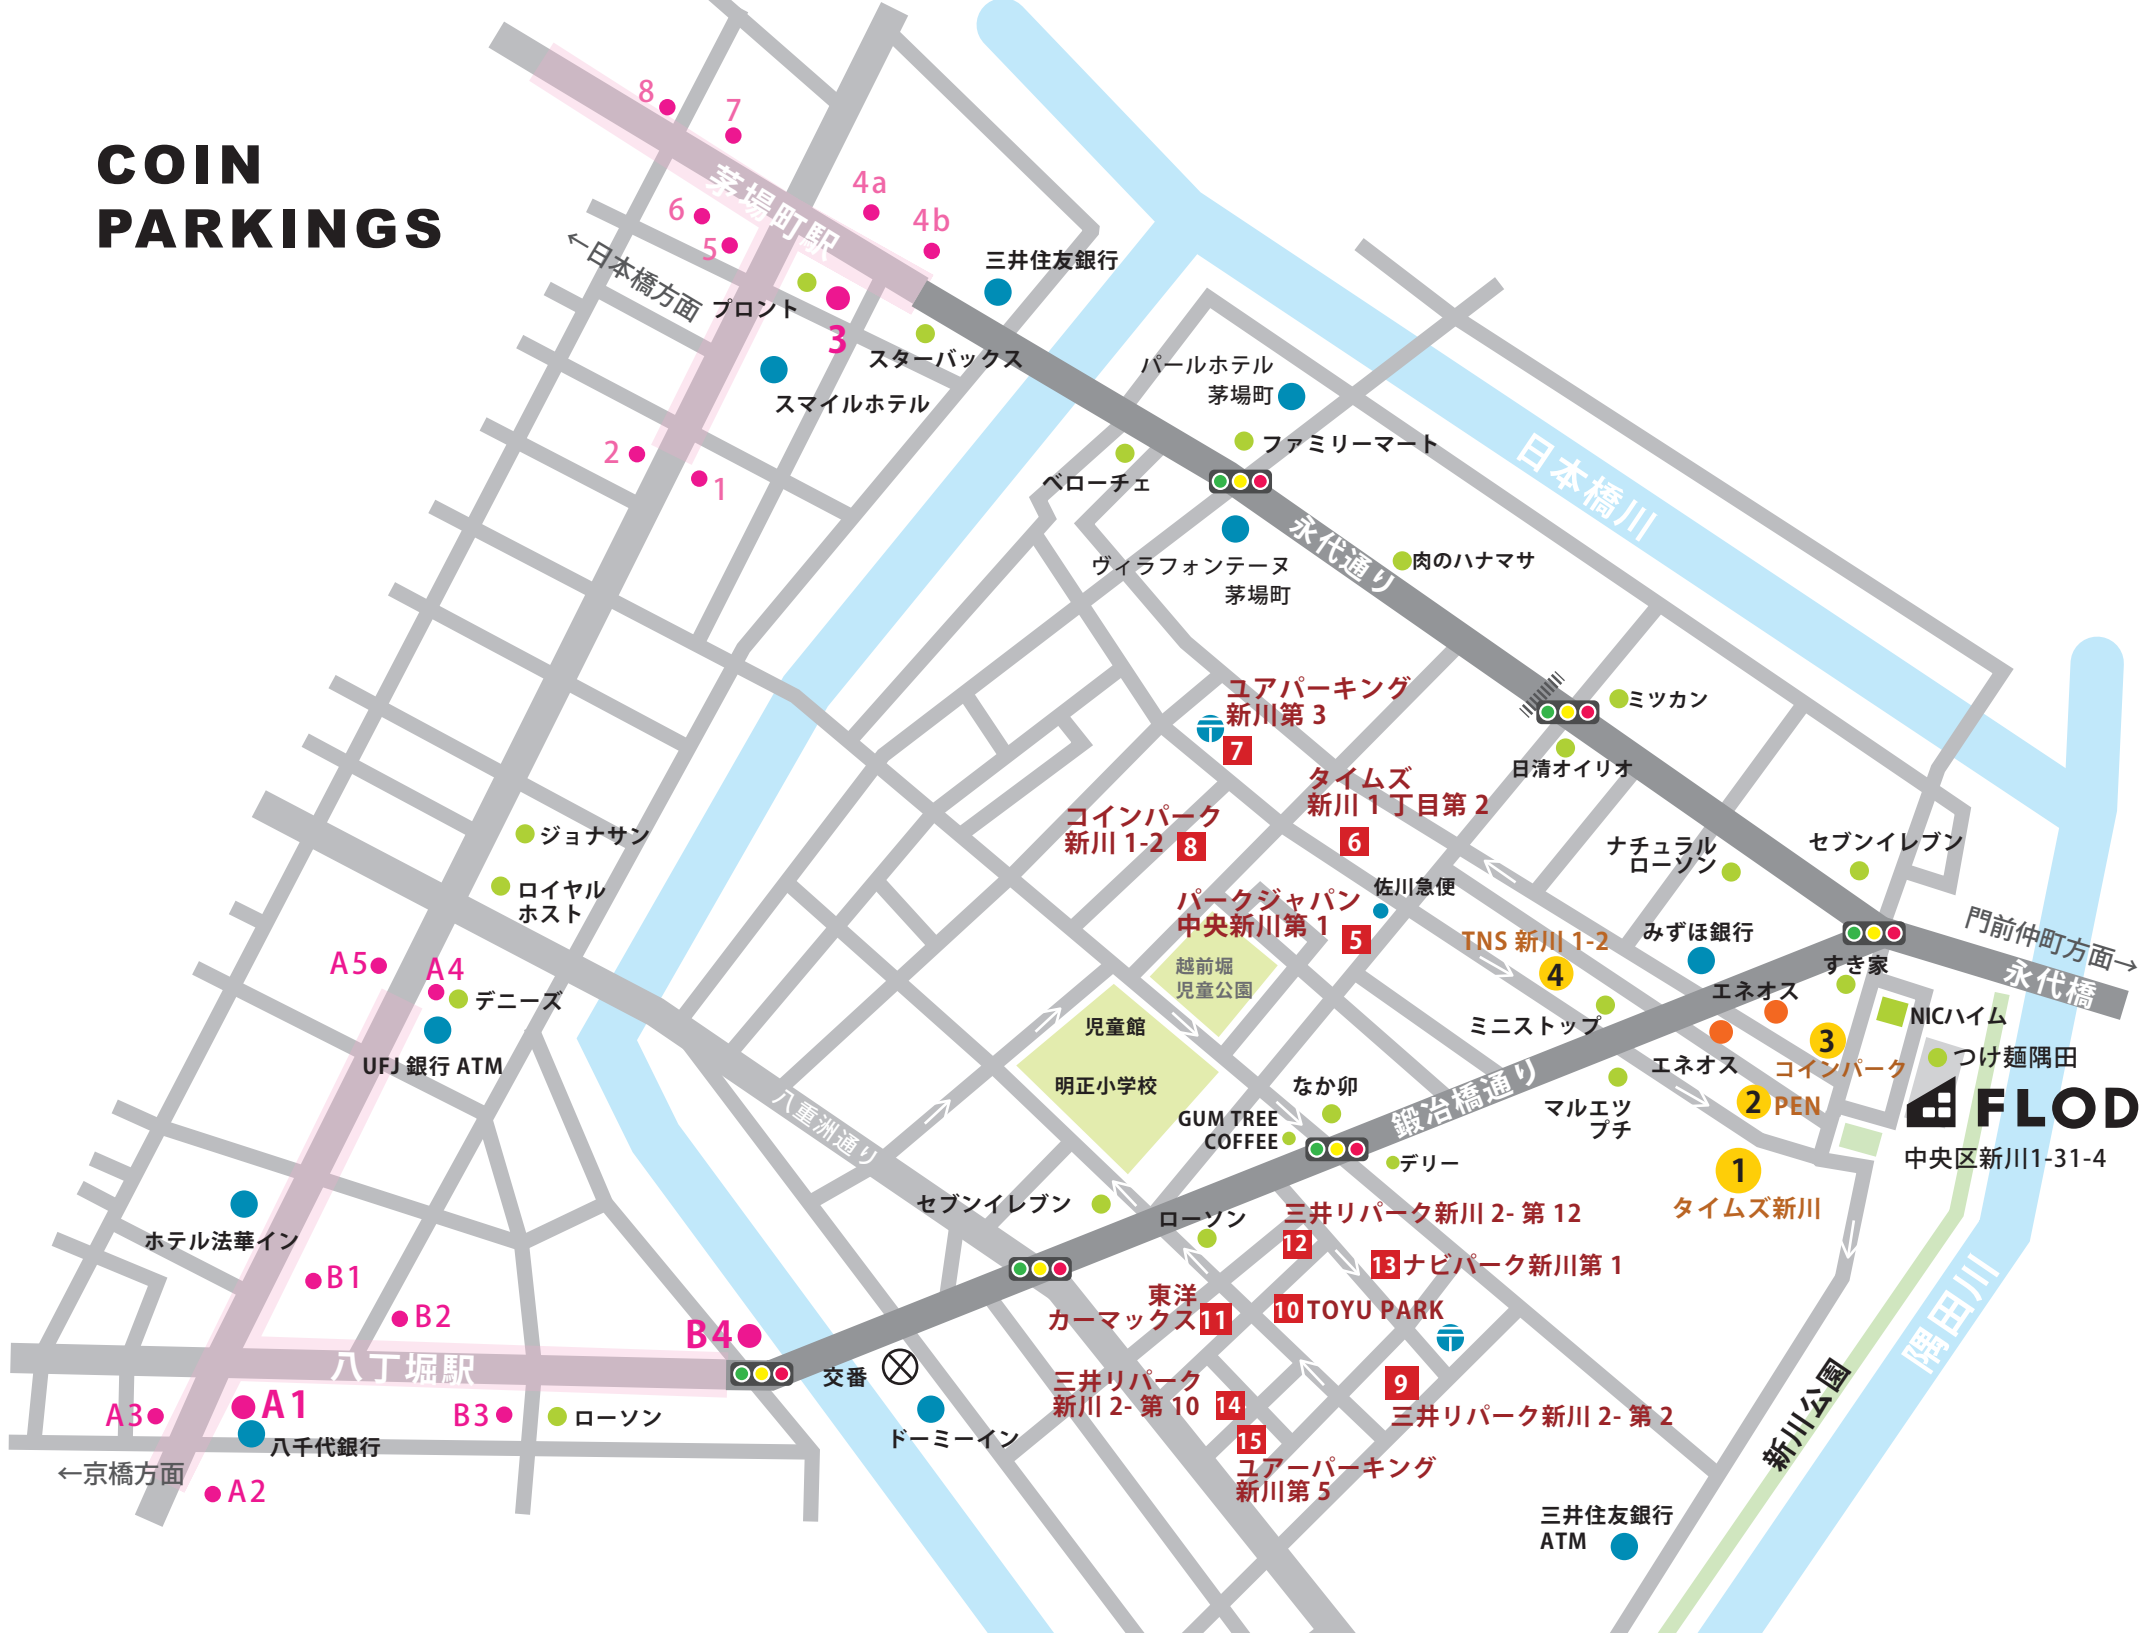 COIN
PARKINGS
8
7
茅場町駅
6
5
4a
4b
←日本橋方面
プロント
3
スターバックス
三井住友銀行
スマイルホテル
2
1
パールホテル
茅場町
ファミリーマート
ベローチェ
ヴィラフォンテーヌ
茅場町
永代通り
肉のハナマサ
日本橋川
ユアパーキング
新川第 3
7
ミツカン
日清オイリオ
タイムズ
新川 1 丁目第 2
6
コインパーク
新川 1-2
8
ナチュラル
ローソン
セブンイレブン
パークジャパン
中央新川第 1
5
佐川急便
越前堀
児童公園
TNS 新川 1-2
4
みずほ銀行
門前仲町方面→
永代橋
すき家
エネオス
エネオス
ミニストップ
NICハイム
3
コインパーク
つけ麺隅田
2
PEN
FLOD
中央区新川1-31-4
1
タイムズ新川
ジョナサン
ロイヤル
ホスト
A5
A4
デニーズ
UFJ 銀行 ATM
児童館
明正小学校
八重洲通り
なか卯
GUM TREE
COFFEE
鍛冶橋通り
マルエツ
プチ
デリー
セブンイレブン
ローソン
三井リパーク新川 2- 第 12
12
13
ナビパーク新川第 1
東洋
カーマックス
11
10
TOYU PARK
三井リパーク
新川 2- 第 10
14
9
三井リパーク新川 2- 第 2
15
ユアーパーキング
新川第 5
ホテル法華イン
B1
B2
B4
八丁堀駅
交番
ドーミーイン
A3
A1
八千代銀行
B3
ローソン
←京橋方面
A2
三井住友銀行
ATM
新川公園
隅田川